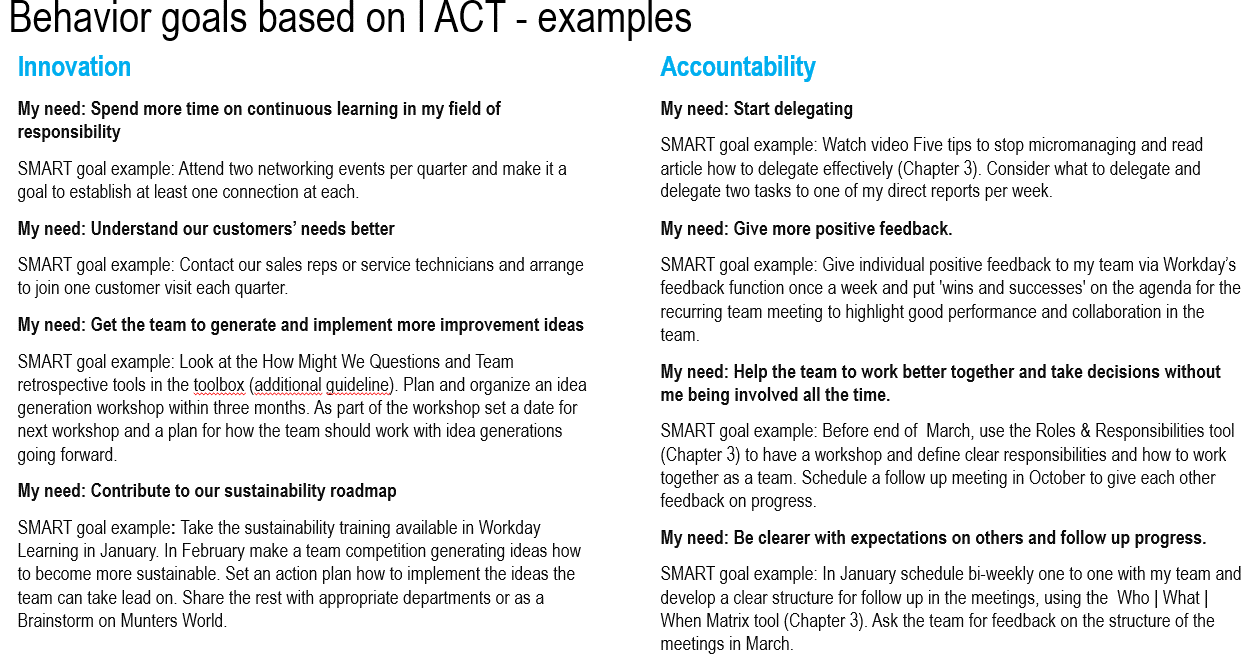 Behavior goals based on I ACT - examples
Innovation
My need: Spend more time on continuous learning in my field of
responsibility
SMART goal example: Attend two networking events per quarter and make it a
goal to establish at least one connection at each.
My need: Understand our customers’ needs better
SMART goal example: Contact our sales reps or service technicians and arrange
to join one customer visit each quarter.
My need: Get the team to generate and implement more improvement ideas
SMART goal example: Look at the How Might We Questions and Team
retrospective tools in the toolbox (additional guideline). Plan and organize an idea
generation workshop within three months. As part of the workshop set a date for
next workshop and a plan for how the team should work with idea generations
going forward.
My need: Contribute to our sustainability roadmap
SMART goal example: Take the sustainability training available in Workday
Learning in January. In February make a team competition generating ideas how
to become more sustainable. Set an action plan how to implement the ideas the
team can take lead on. Share the rest with appropriate departments or as a
Brainstorm on Munters World.
Accountability
My need: Start delegating
SMART goal example: Watch video Five tips to stop micromanaging and read
article how to delegate effectively (Chapter 3). Consider what to delegate and
delegate two tasks to one of my direct reports per week.
My need: Give more positive feedback.
SMART goal example: Give individual positive feedback to my team via Workday’s
feedback function once a week and put 'wins and successes' on the agenda for the
recurring team meeting to highlight good performance and collaboration in the
team.
My need: Help the team to work better together and take decisions without
me being involved all the time.
SMART goal example: Before end of  March, use the Roles & Responsibilities tool
(Chapter 3) to have a workshop and define clear responsibilities and how to work
together as a team. Schedule a follow up meeting in October to give each other
feedback on progress.
My need: Be clearer with expectations on others and follow up progress.
SMART goal example: In January schedule bi-weekly one to one with my team and
develop a clear structure for follow up in the meetings, using the  Who | What |
When Matrix tool (Chapter 3). Ask the team for feedback on the structure of the
meetings in March.